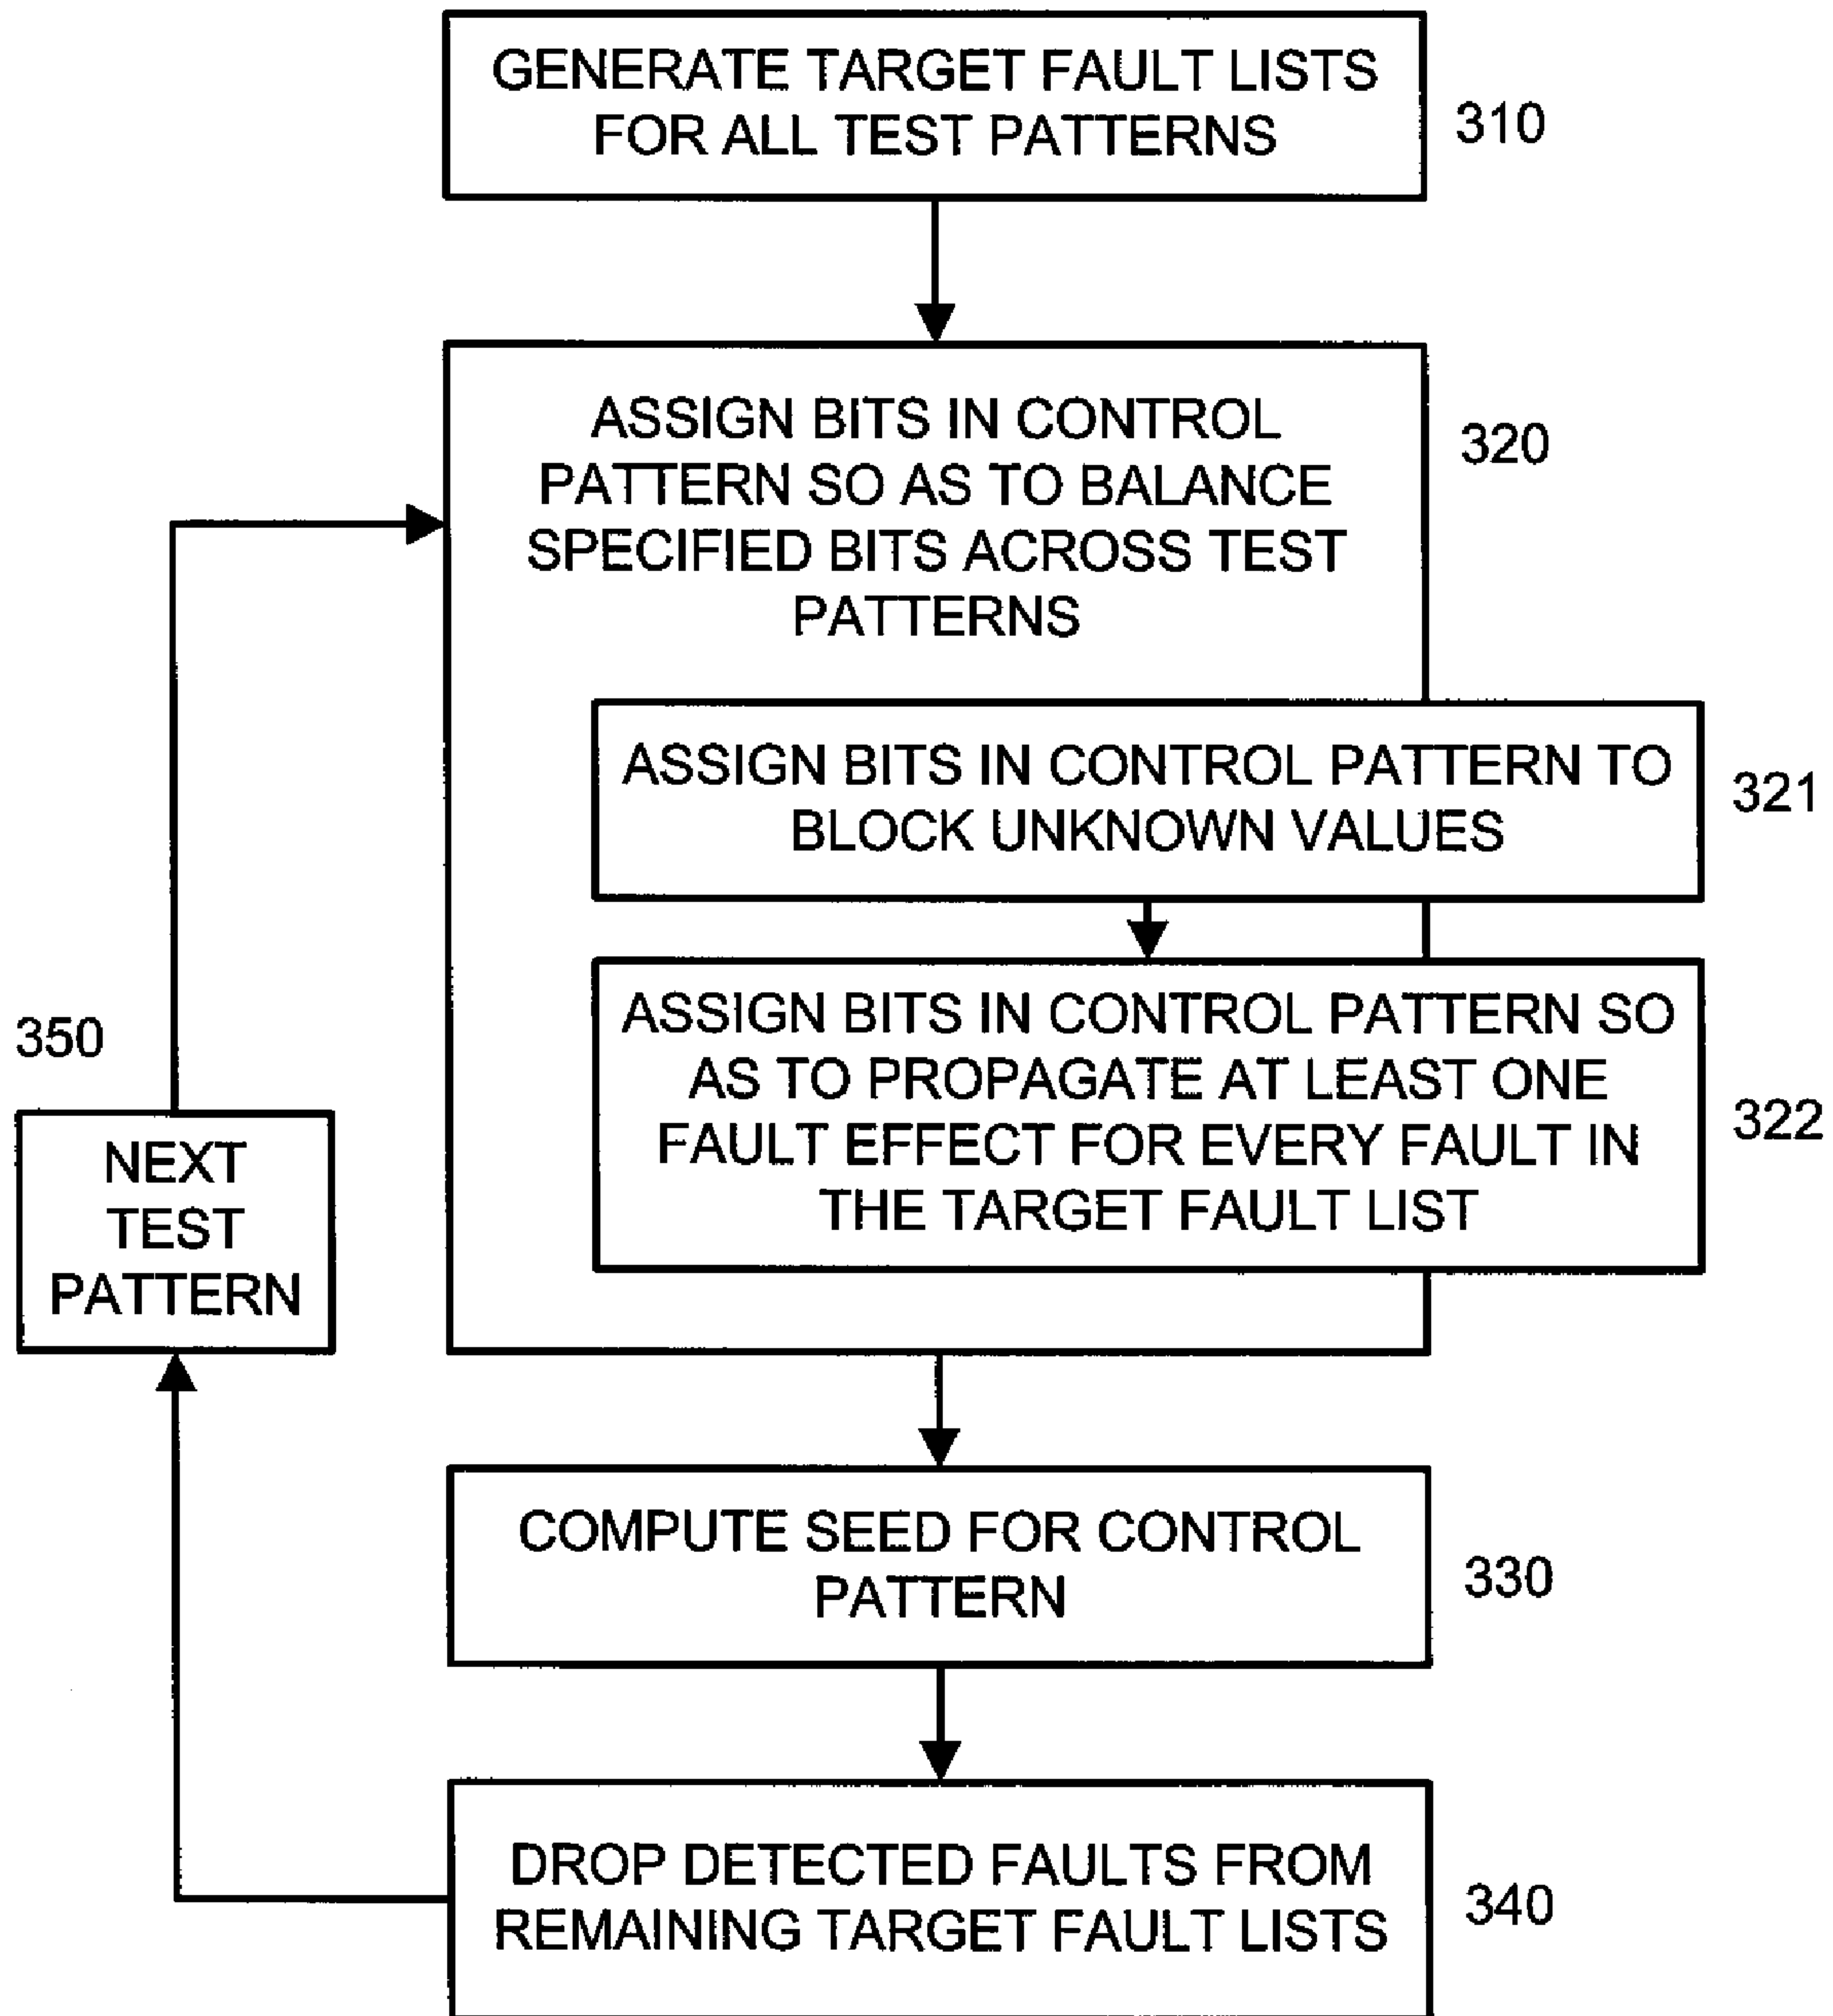 GENERATE TARGET FAULT LISTS
FOR ALL TEST PATTERNS
310
ASSIGN BITS IN CONTROL
PATTERN SO AS TO BALANCE
SPECIFIED BITS ACROSS TEST
PATTERNS
320
ASSIGN BITS IN CONTROL PATTERN TO
BLOCK UNKNOWN VALUES
321
ASSIGN BITS IN CONTROL PATTERN SO
AS TO PROPAGATE AT LEAST ONE
FAULT EFFECT FOR EVERY FAULT IN
THE TARGET FAULT LIST
322
350
NEXT
TEST
PATTERN
COMPUTE SEED FOR CONTROL
PATTERN
330
DROP DETECTED FAULTS FROM
REMAINING TARGET FAULT LISTS
340